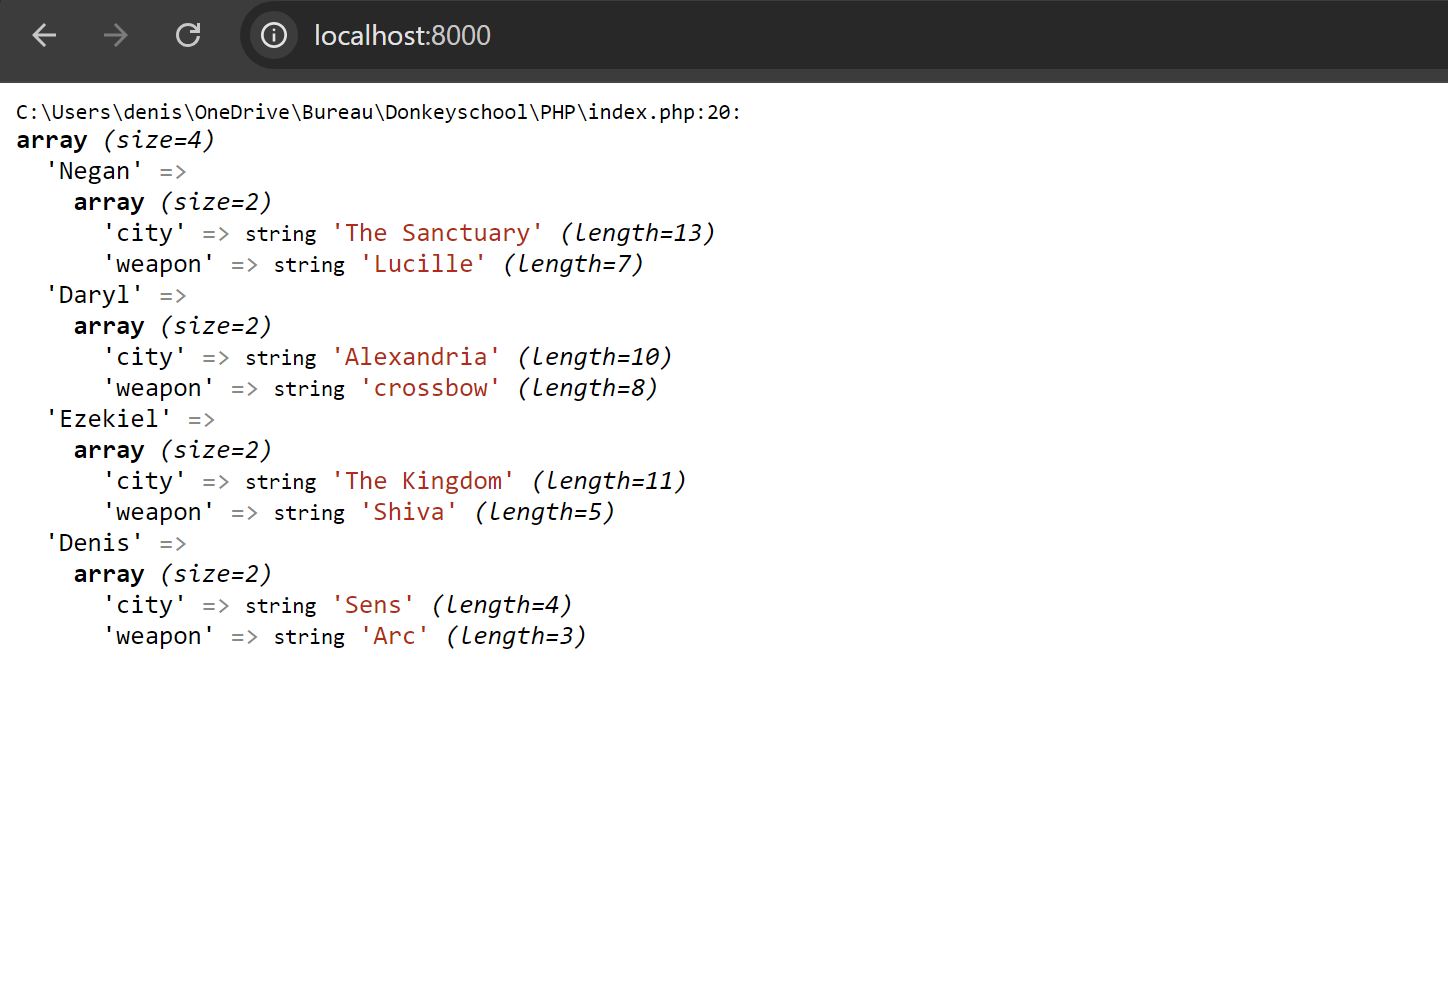 localhost:8000
C:\Users\denis\OneDrive\Bureau\Donkeyschool\PHP\index.php:20:
array (size=4)
  'Negan' =>
    array (size=2)
      'city' => string 'The Sanctuary' (length=13)
      'weapon' => string 'Lucille' (length=7)
  'Daryl' =>
    array (size=2)
      'city' => string 'Alexandria' (length=10)
      'weapon' => string 'crossbow' (length=8)
  'Ezekiel' =>
    array (size=2)
      'city' => string 'The Kingdom' (length=11)
      'weapon' => string 'Shiva' (length=5)
  'Denis' =>
    array (size=2)
      'city' => string 'Sens' (length=4)
      'weapon' => string 'Arc' (length=3)